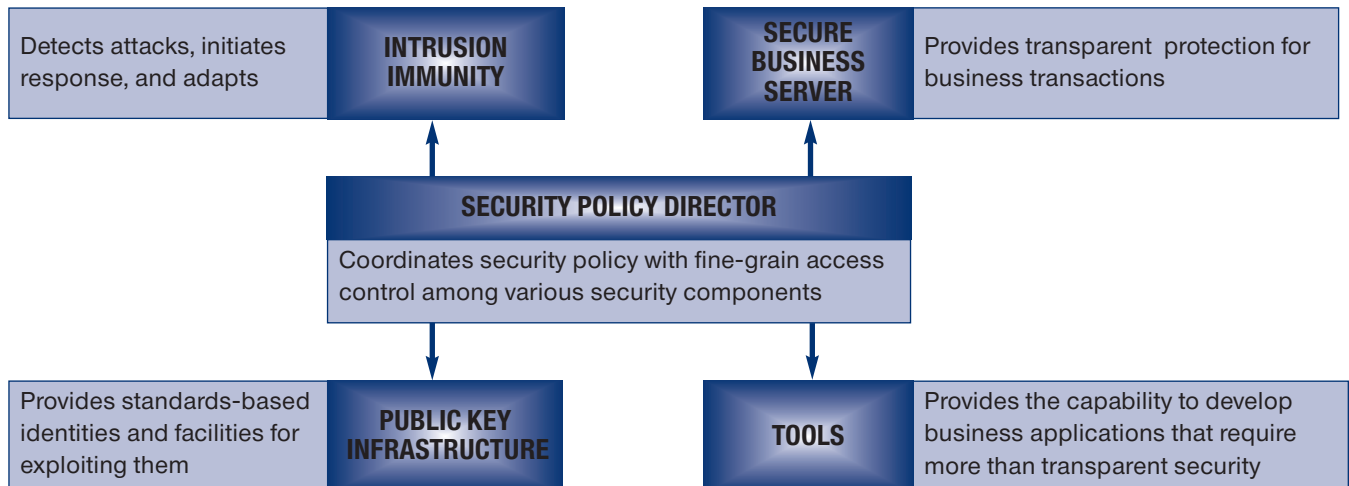 Detects attacks, initiates
response, and adapts
INTRUSION
IMMUNITY
SECURE
BUSINESS
SERVER
Provides transparent protection for
business transactions
SECURITY POLICY DIRECTOR
Coordinates security policy with fine-grain access
control among various security components
Provides standards-based
identities and facilities for
exploiting them
PUBLIC KEY
INFRASTRUCTURE
TOOLS
Provides the capability to develop
business applications that require
more than transparent security